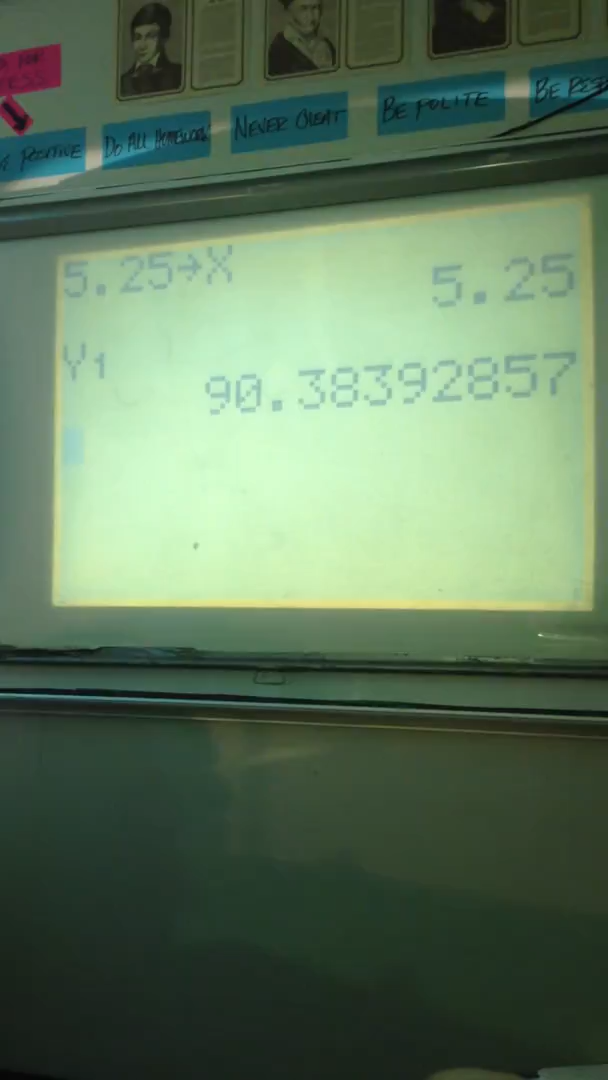 POSITIVE
DO ALL HOMEWORK
NEVER CHEAT
BE POLITE
BE
5.25→X
5.25
Y1
90.38392857